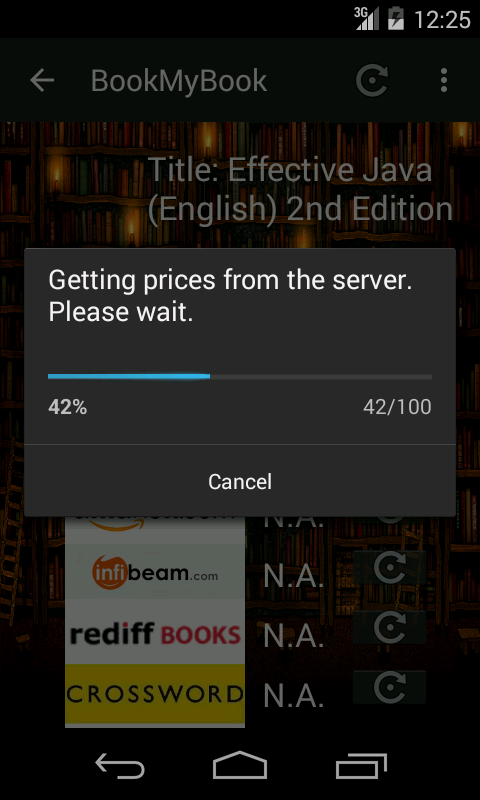 3G 12:25
BookMyBook
Title: Effective Java
(English) 2nd Edition
Getting prices from the server.
Please wait.
42% 42/100
Cancel
N.A.
infibeam.com N.A.
rediff BOOKS N.A.
CROSSWORD N.A.